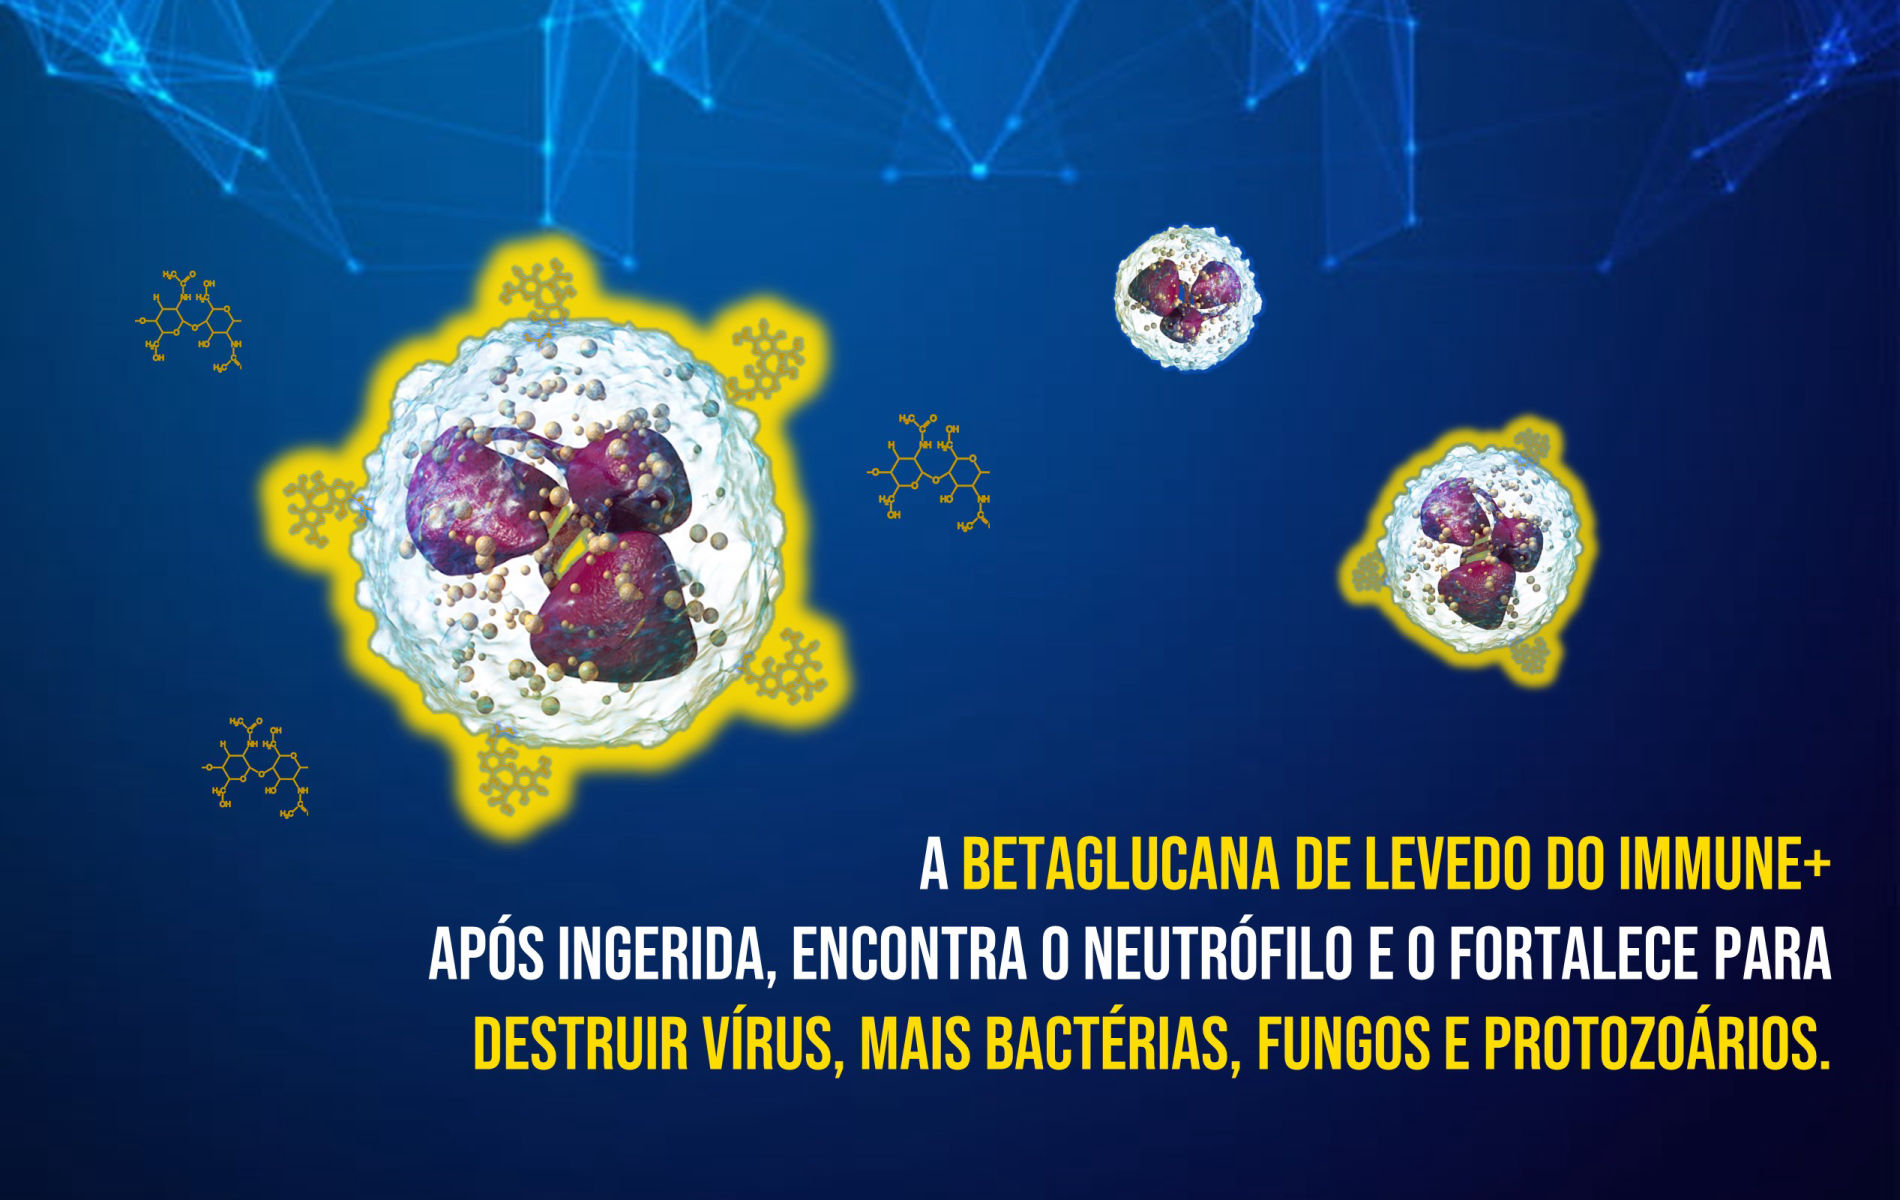 A BETAGLUCANA DE LEVEDO DO IMMUNE+
APÓS INGERIDA, ENCONTRA O NEUTRÓFILO E O FORTALECE PARA
DESTRUIR VÍRUS, MAIS BACTÉRIAS, FUNGOS E PROTOZOÁRIOS.